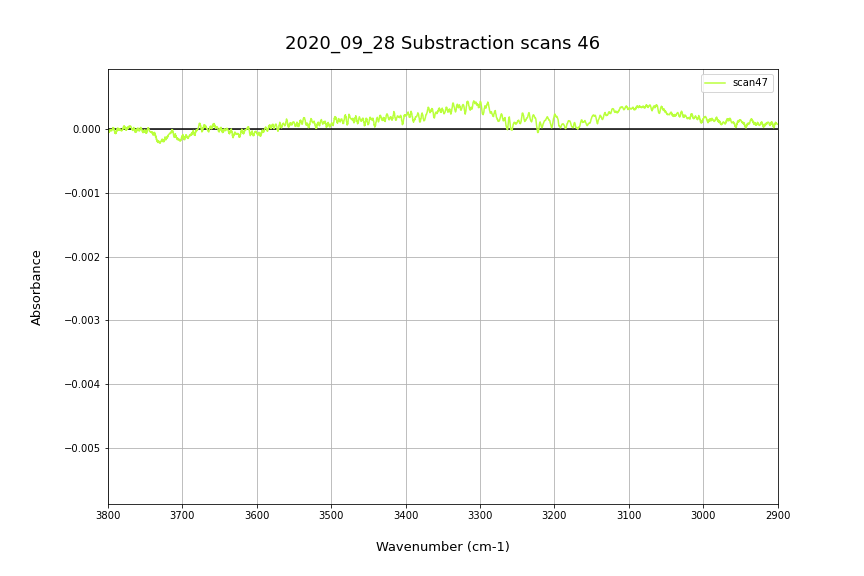 2020_09_28 Substraction scans 46
scan47
0.000
−0.001
−0.002
−0.003
−0.004
−0.005
Absorbance
3800 3700 3600 3500 3400 3300 3200 3100 3000 2900
Wavenumber (cm-1)